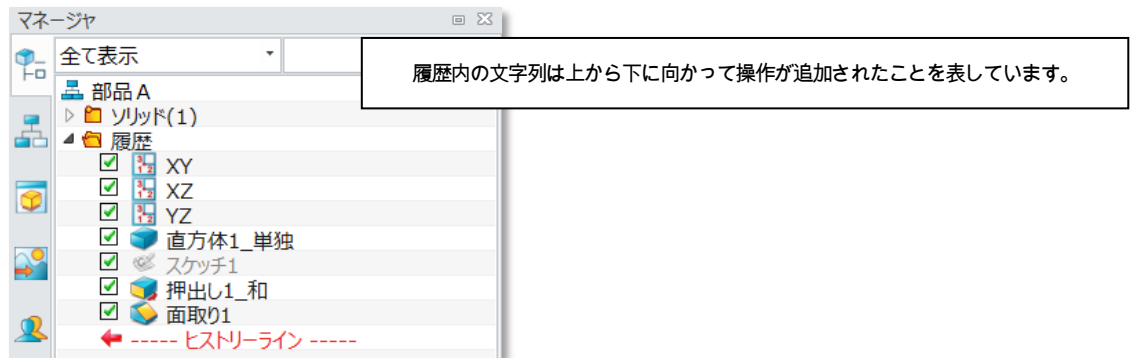 マネージャ
全て表示
履歴内の文字列は上から下に向かって操作が追加されたことを表しています。
部品A
ソリッド(1)
履歴
XY
XZ
YZ
直方体1_単独
スケッチ1
押出し1_和
面取り1
----- ヒストリーライン -----